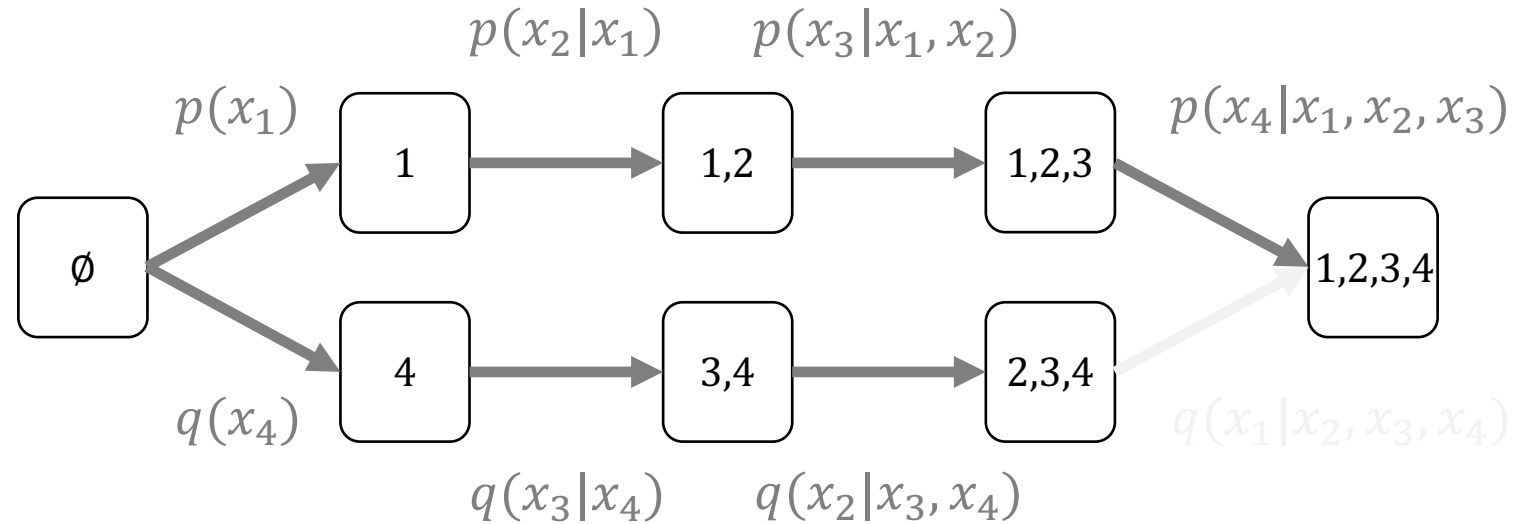 p(x₂|x₁) p(x₃|x₁, x₂)
p(x₁) p(x₄|x₁, x₂, x₃)
1 1,2 1,2,3
∅ 1,2,3,4
4 3,4 2,3,4
q(x₄) q(x₁|x₂, x₃, x₄)
q(x₃|x₄) q(x₂|x₃, x₄)